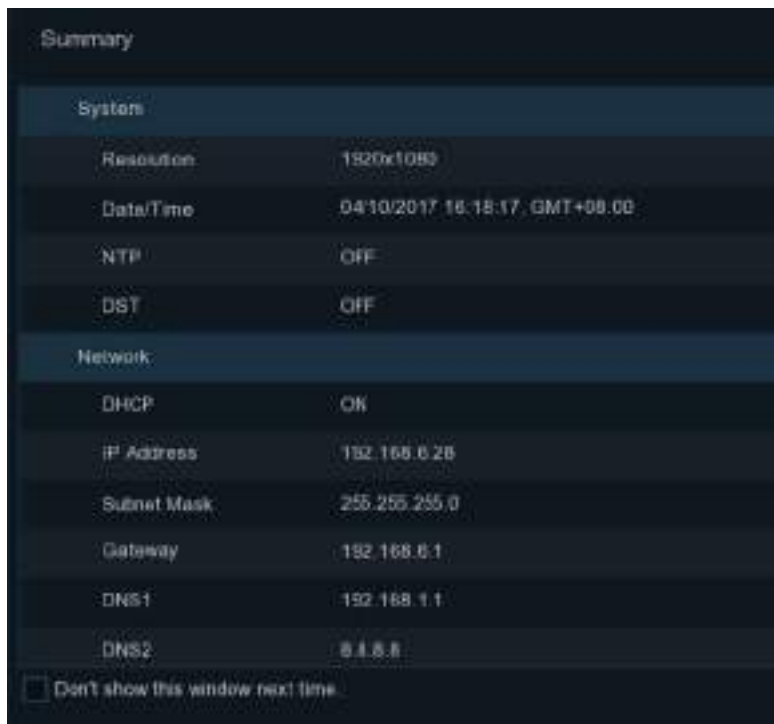 Summary
System
Resolution 1920x1080
Date/Time 04/10/2017 16:18:17, GMT+08:00
NTP OFF
DST OFF
Network
DHCP ON
IP Address 192.168.6.28
Subnet Mask 255.255.255.0
Gateway 192.168.6.1
DNS1 192.168.1.1
DNS2 8.8.8.8
Don't show this window next time.